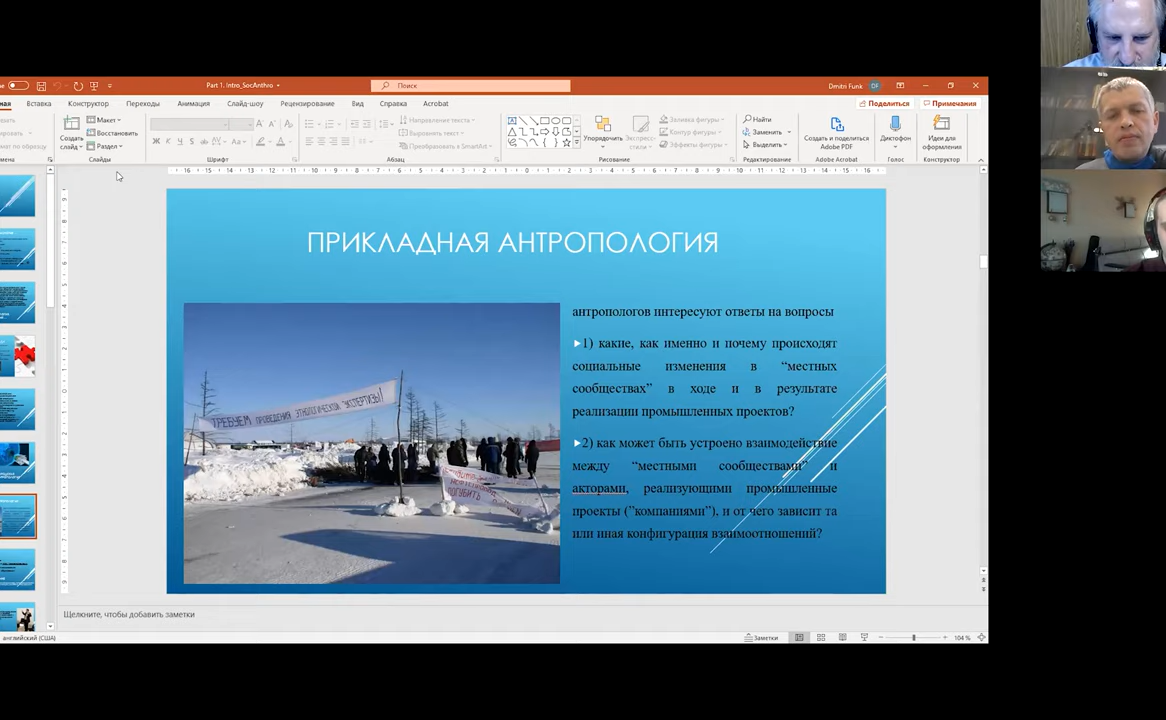 Part 1. Intro_SocAnthro
Поиск
Dmitri Funk
DF
Вставка
Конструктор
Переходы
Анимация
Слайд-шоу
Рецензирование
Вид
Справка
Acrobat
Поделиться
Примечания
Создать слайд
Макет
Восстановить
Раздел
Направление текста
Выровнять текст
Преобразовать в SmartArt
Упорядочить
Экспресс-стили
Заливка фигуры
Контур фигуры
Эффекты фигуры
Найти
Заменить
Выделить
Создать и поделиться Adobe PDF
Диктофон
Идеи для оформления
Слайды
Шрифт
Абзац
Рисование
Редактирование
Adobe Acrobat
Голос
Конструктор
ПРИКЛАДНАЯ АНТРОПОЛОГИЯ
ТРЕБУЕМ ПРОВЕДЕНИЯ ЭТНОЛОГИЧЕСКОЙ ЭКСПЕРТИЗЫ!
ПОГУБИТЬ
антропологов интересуют ответы на вопросы
1) какие, как именно и почему происходят
социальные изменения в “местных
сообществах” в ходе и в результате
реализации промышленных проектов?
2) как может быть устроено взаимодействие
между “местными сообществами” и
акторами, реализующими промышленные
проекты (”компаниями”), и от чего зависит та
или иная конфигурация взаимоотношений?
Щелкните, чтобы добавить заметки
английский (США)
Заметки
104 %